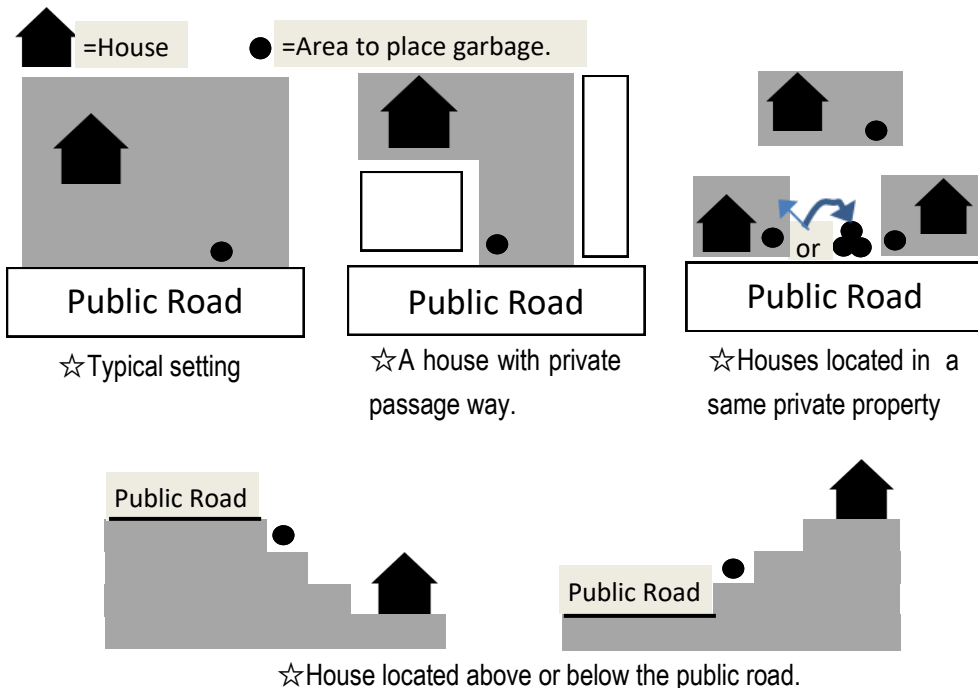 =House
=Area to place garbage.
or
Public Road
Public Road
Public Road
☆Typical setting
☆A house with private
passage way.
☆Houses located in a
same private property
Public Road
Public Road
☆House located above or below the public road.